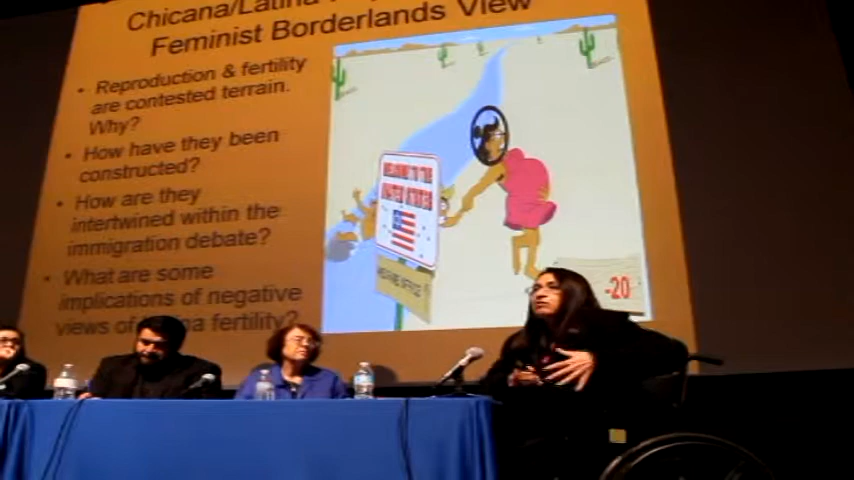 Chicana/Latina
Feminist Borderlands View
• Reproduction & fertility
are contested terrain.
Why?
• How have they been
constructed?
• How are they
intertwined within the
immigration debate?
• What are some
implications of negative
views of fertility?
WELCOME TO THE
UNITED STATES
WELFARE OFFICE
-20